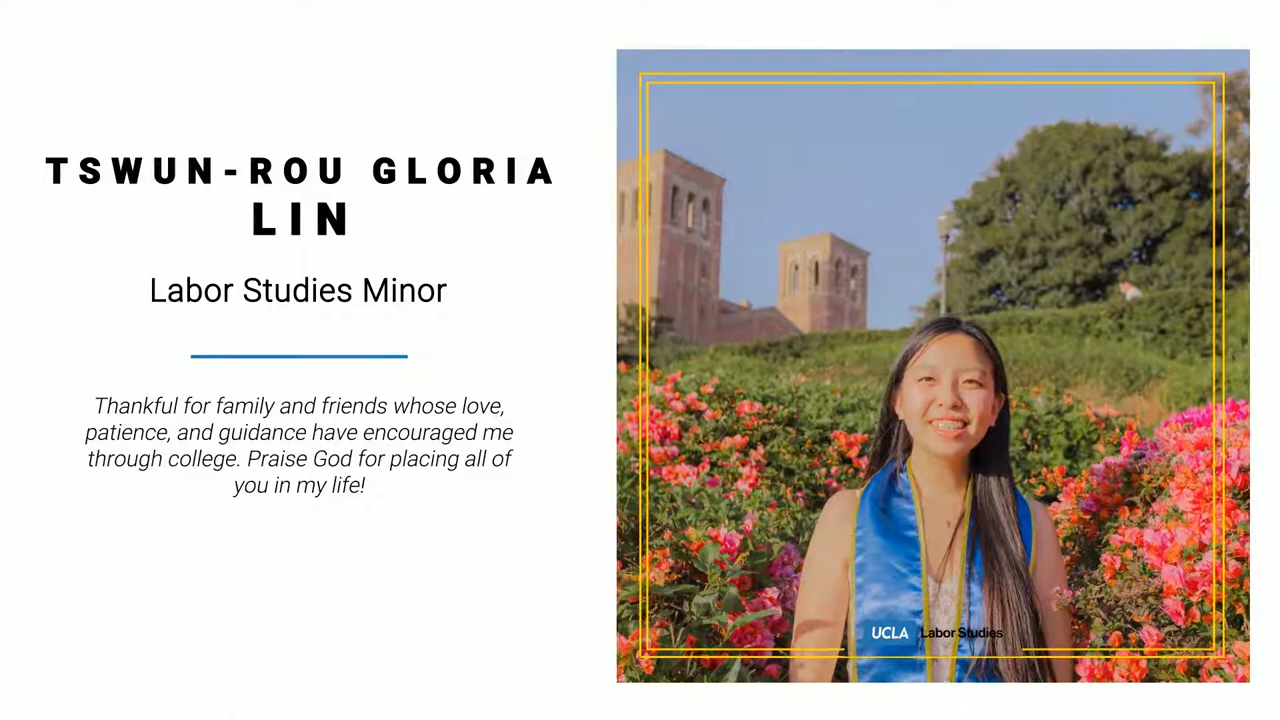 TSWUN-ROU GLORIA
LIN
Labor Studies Minor
Thankful for family and friends whose love,
patience, and guidance have encouraged me
through college. Praise God for placing all of
you in my life!
UCLA Labor Studies